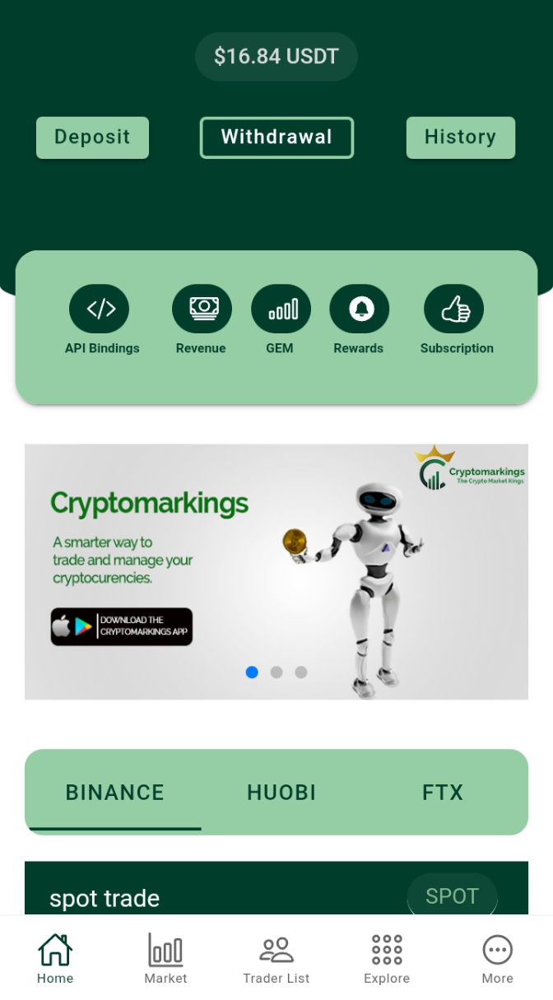 $16.84 USDT
Deposit
Withdrawal
History
API Bindings
Revenue
GEM
Rewards
Subscription
Cryptomarkings
The Crypto Market Kings
Cryptomarkings
A smarter way to
trade and manage your
cryptocurencies.
DOWNLOAD THE
CRYPTOMARKINGS APP
BINANCE
HUOBI
FTX
spot trade
SPOT
Home
Market
Trader List
Explore
More